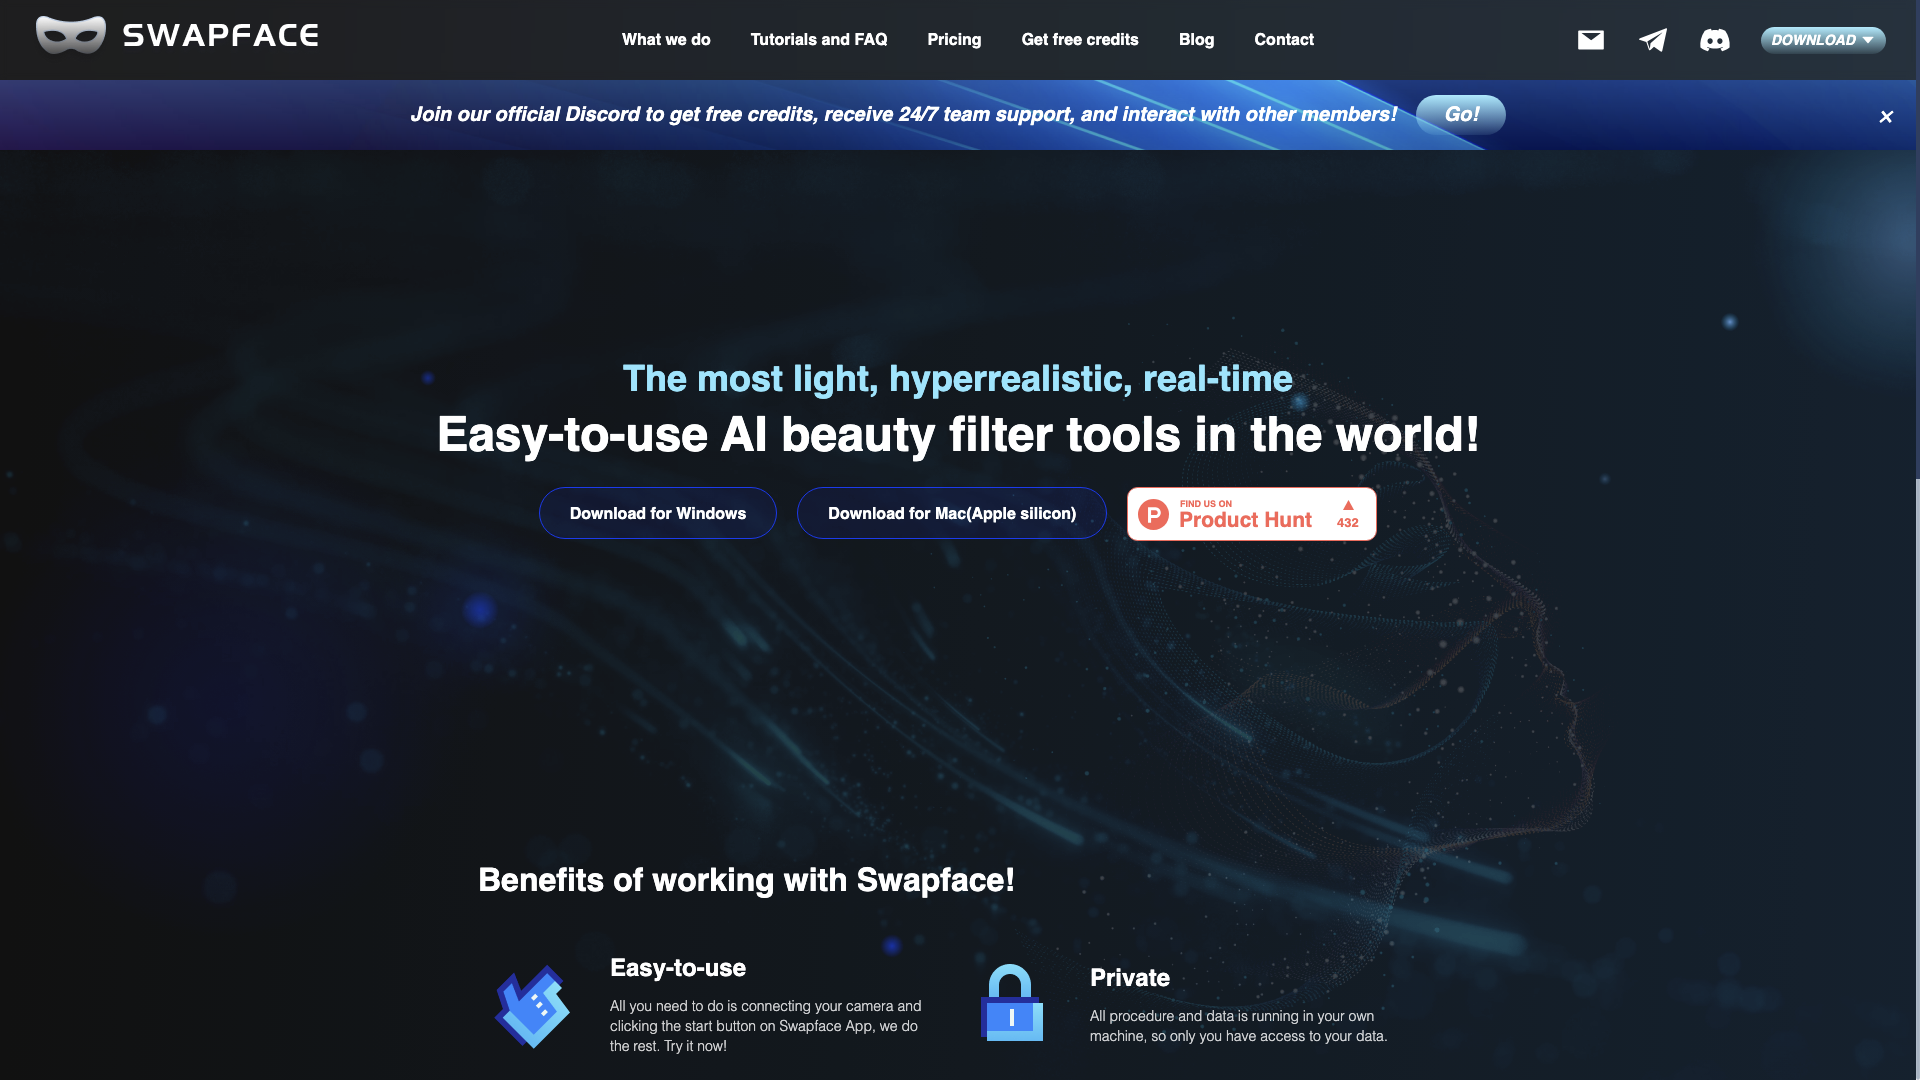 SWAPFACE
What we do
Tutorials and FAQ
Pricing
Get free credits
Blog
Contact
DOWNLOAD
Join our official Discord to get free credits, receive 24/7 team support, and interact with other members!
Go!
The most light, hyperrealistic, real-time
Easy-to-use AI beauty filter tools in the world!
Download for Windows
Download for Mac(Apple silicon)
P
FIND US ON
Product Hunt
432
Benefits of working with Swapface!
Easy-to-use
All you need to do is connecting your camera and
clicking the start button on Swapface App, we do
the rest. Try it now!
Private
All procedure and data is running in your own
machine, so only you have access to your data.